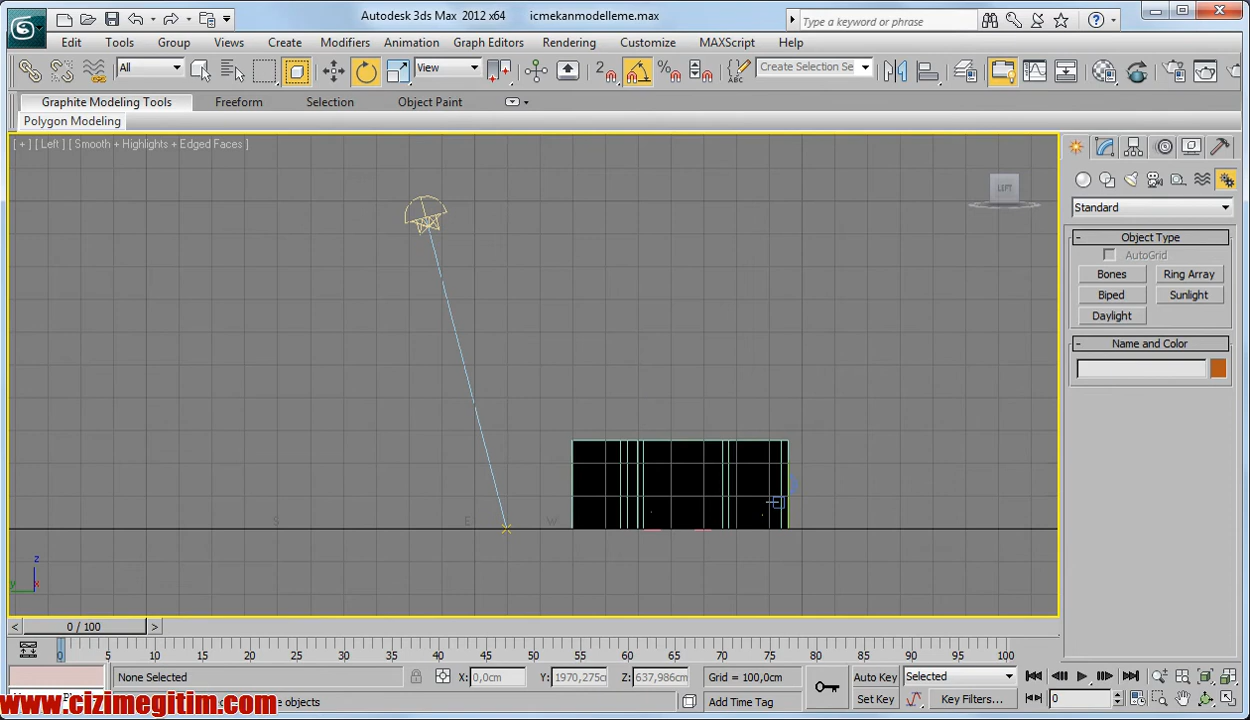 Autodesk 3ds Max 2012 x64 icmekanmodelleme.max
Type a keyword or phrase
Edit Tools Group Views Create Modifiers Animation Graph Editors Rendering Customize MAXScript Help
All View Create Selection Se
Graphite Modeling Tools Freeform Selection Object Paint
Polygon Modeling
[ + ] [ Left ] [ Smooth + Highlights + Edged Faces ]
LEFT
Standard
- Object Type
AutoGrid
Bones Ring Array
Biped Sunlight
Daylight
- Name and Color
S E W
z
y x
< 0 / 100 >
0 5 10 15 20 25 30 35 40 45 50 55 60 65 70 75 80 85 90 95 100
None Selected X: 0,0cm Y: 1970,275c Z: 637,986cm Grid = 100,0cm Auto Key Selected
www.cizimegitim.com e objects Add Time Tag Set Key Key Filters... 0